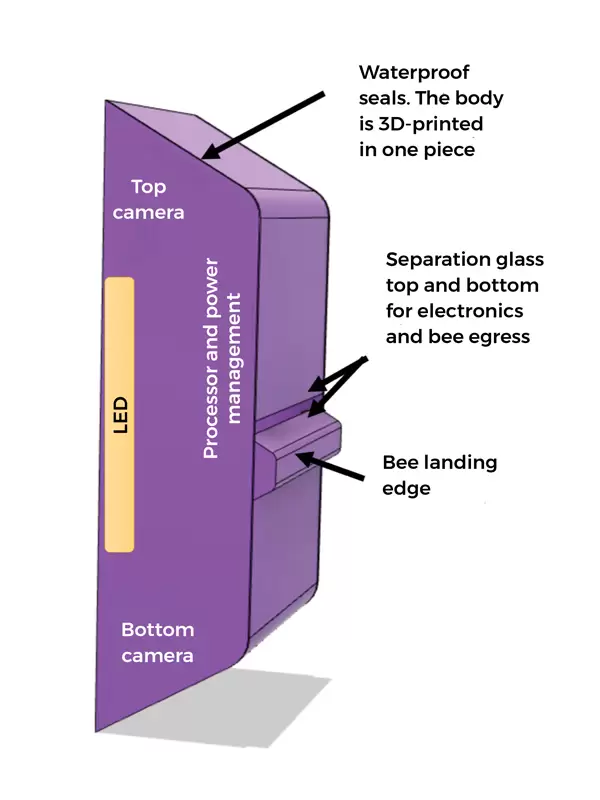 Waterproof
seals. The body
is 3D-printed
in one piece
Top
camera
Separation glass
top and bottom
for electronics
and bee egress
Processor and power
management
LED
Bee landing
edge
Bottom
camera